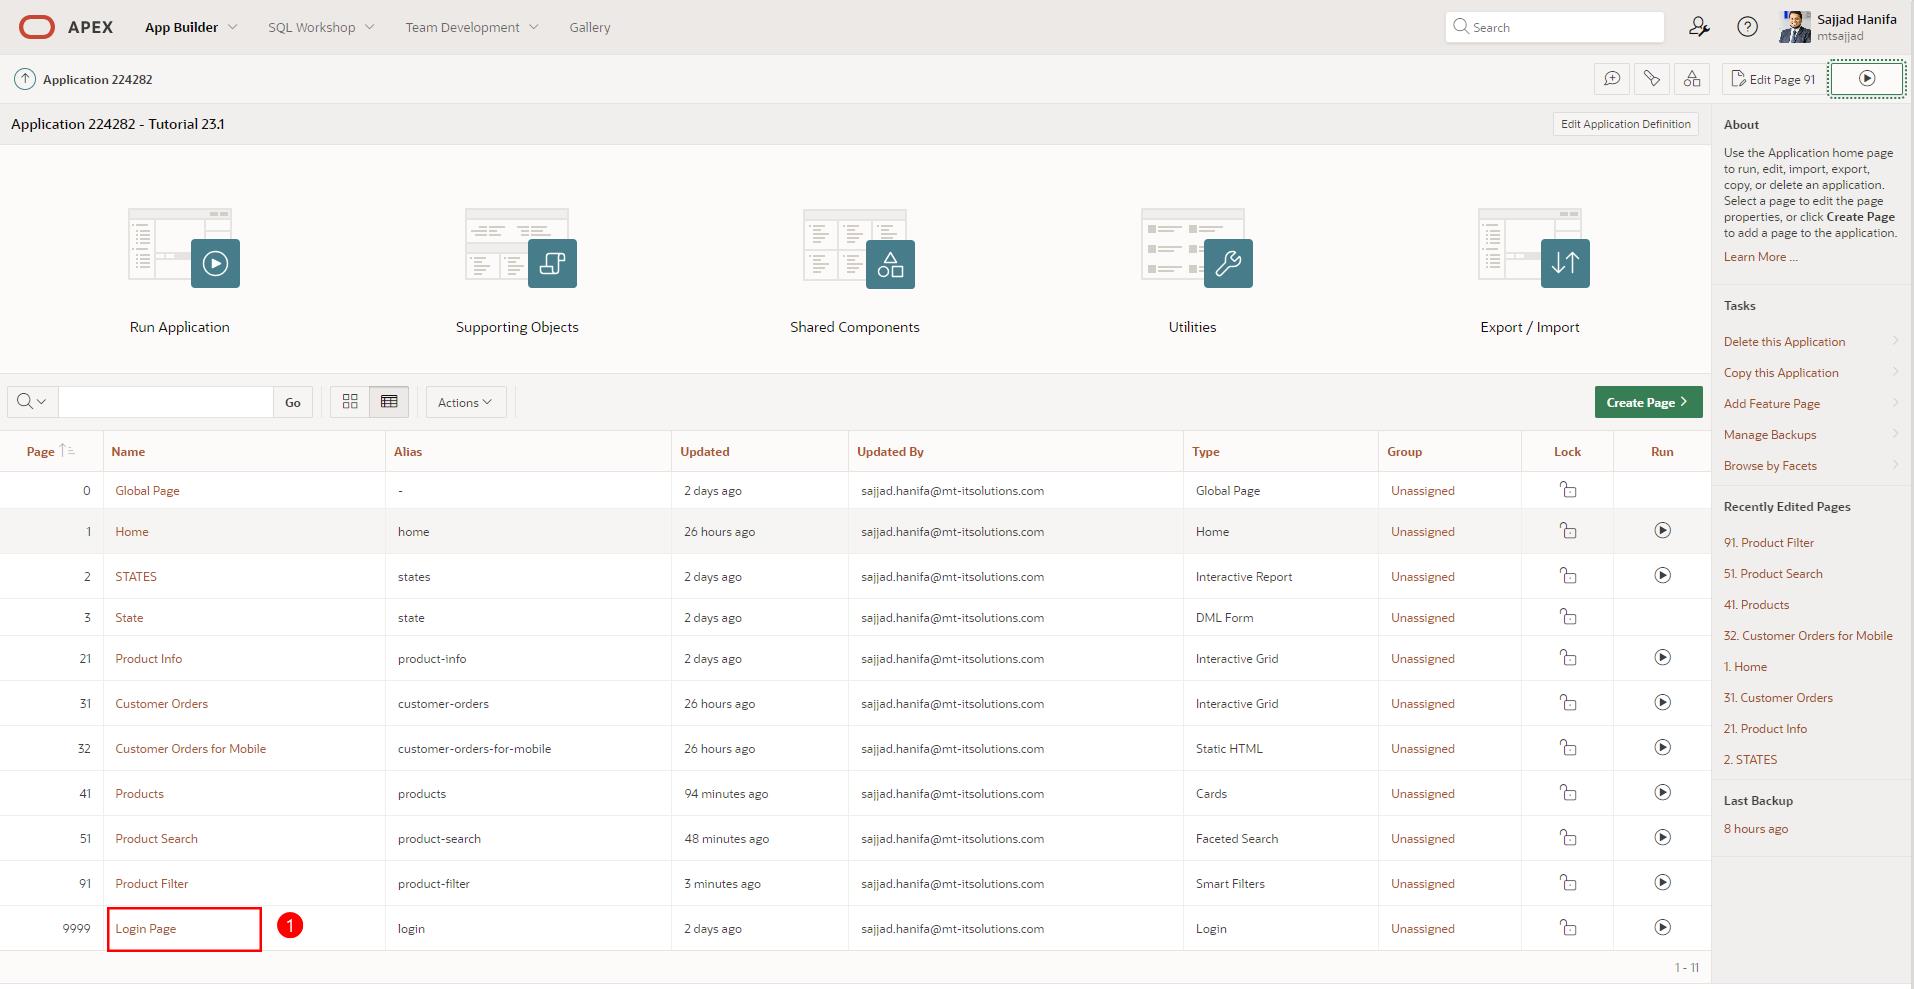 APEX App Builder SQL Workshop Team Development Gallery Search Sajjad Hanifa
mtsajjad
Application 224282 Edit Page 91
Application 224282 - Tutorial 23.1 Edit Application Definition
Run Application Supporting Objects Shared Components Utilities Export / Import
Go Actions Create Page
Page Name Alias Updated Updated By Type Group Lock Run
0 Global Page - 2 days ago sajjad.hanifa@mt-itsolutions.com Global Page Unassigned
1 Home home 26 hours ago sajjad.hanifa@mt-itsolutions.com Home Unassigned
2 STATES states 2 days ago sajjad.hanifa@mt-itsolutions.com Interactive Report Unassigned
3 State state 2 days ago sajjad.hanifa@mt-itsolutions.com DML Form Unassigned
21 Product Info product-info 2 days ago sajjad.hanifa@mt-itsolutions.com Interactive Grid Unassigned
31 Customer Orders customer-orders 26 hours ago sajjad.hanifa@mt-itsolutions.com Interactive Grid Unassigned
32 Customer Orders for Mobile customer-orders-for-mobile 26 hours ago sajjad.hanifa@mt-itsolutions.com Static HTML Unassigned
41 Products products 94 minutes ago sajjad.hanifa@mt-itsolutions.com Cards Unassigned
51 Product Search product-search 48 minutes ago sajjad.hanifa@mt-itsolutions.com Faceted Search Unassigned
91 Product Filter product-filter 3 minutes ago sajjad.hanifa@mt-itsolutions.com Smart Filters Unassigned
9999 Login Page 1 login 2 days ago sajjad.hanifa@mt-itsolutions.com Login Unassigned
1 - 11
About
Use the Application home page
to run, edit, import, export,
copy, or delete an application.
Select a page to edit the page
properties, or click Create Page
to add a page to the application.
Learn More ...
Tasks
Delete this Application
Copy this Application
Add Feature Page
Manage Backups
Browse by Facets
Recently Edited Pages
91. Product Filter
51. Product Search
41. Products
32. Customer Orders for Mobile
1. Home
31. Customer Orders
21. Product Info
2. STATES
Last Backup
8 hours ago